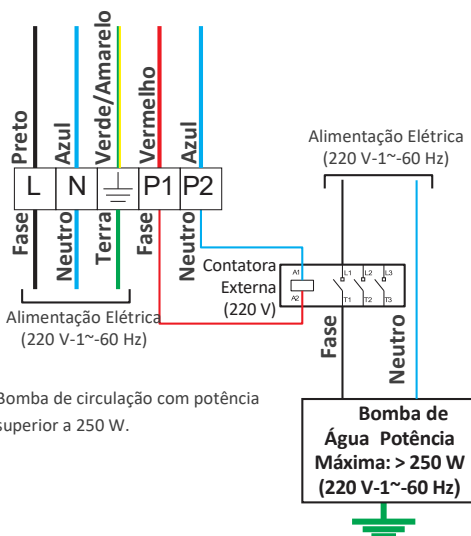 Preto
Azul
Verde/Amarelo
Vermelho
Azul
L
N
P1
P2
Fase
Neutro
Terra
Fase
Neutro
Alimentação Elétrica
(220 V-1~-60 Hz)
Alimentação Elétrica
(220 V-1~-60 Hz)
Contatora
Externa
(220 V)
A1
A2
L1
L2
L3
T1
T2
T3
Fase
Neutro
Bomba de circulação com potência
superior a 250 W.
Bomba de
Água Potência
Máxima: > 250 W
(220 V-1~-60 Hz)